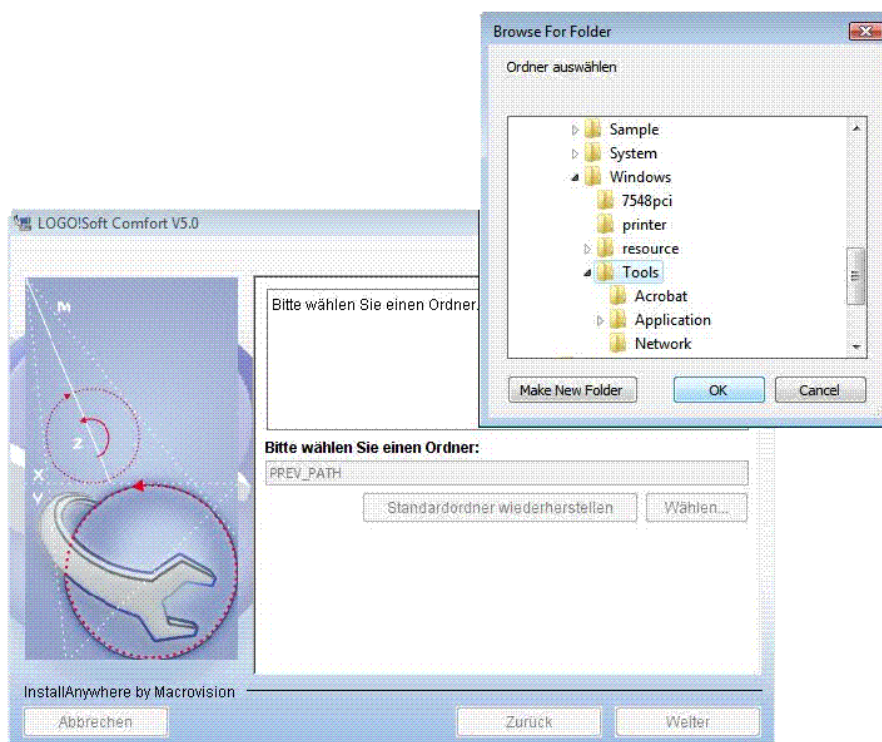 Browse For Folder
Ordner auswählen
Sample
System
Windows
7548pci
printer
resource
Tools
Acrobat
Application
Network
Make New Folder
OK
Cancel
LOGO!Soft Comfort V5.0
M
2
X
Y
Bitte wählen Sie einen Ordner.
Bitte wählen Sie einen Ordner:
PREV_PATH
Standardordner wiederherstellen
Wählen...
InstallAnywhere by Macrovision
Abbrechen
Zurück
Weiter